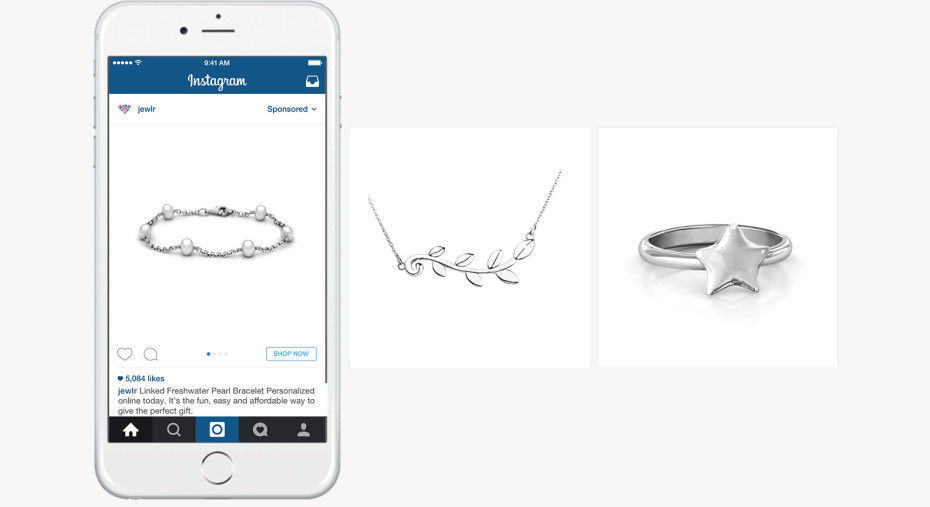 9:41 AM
Instagram
jewlr Sponsored
SHOP NOW
5,084 likes
jewlr Linked Freshwater Pearl Bracelet Personalized
online today. It's the fun, easy and affordable way to
give the perfect gift.